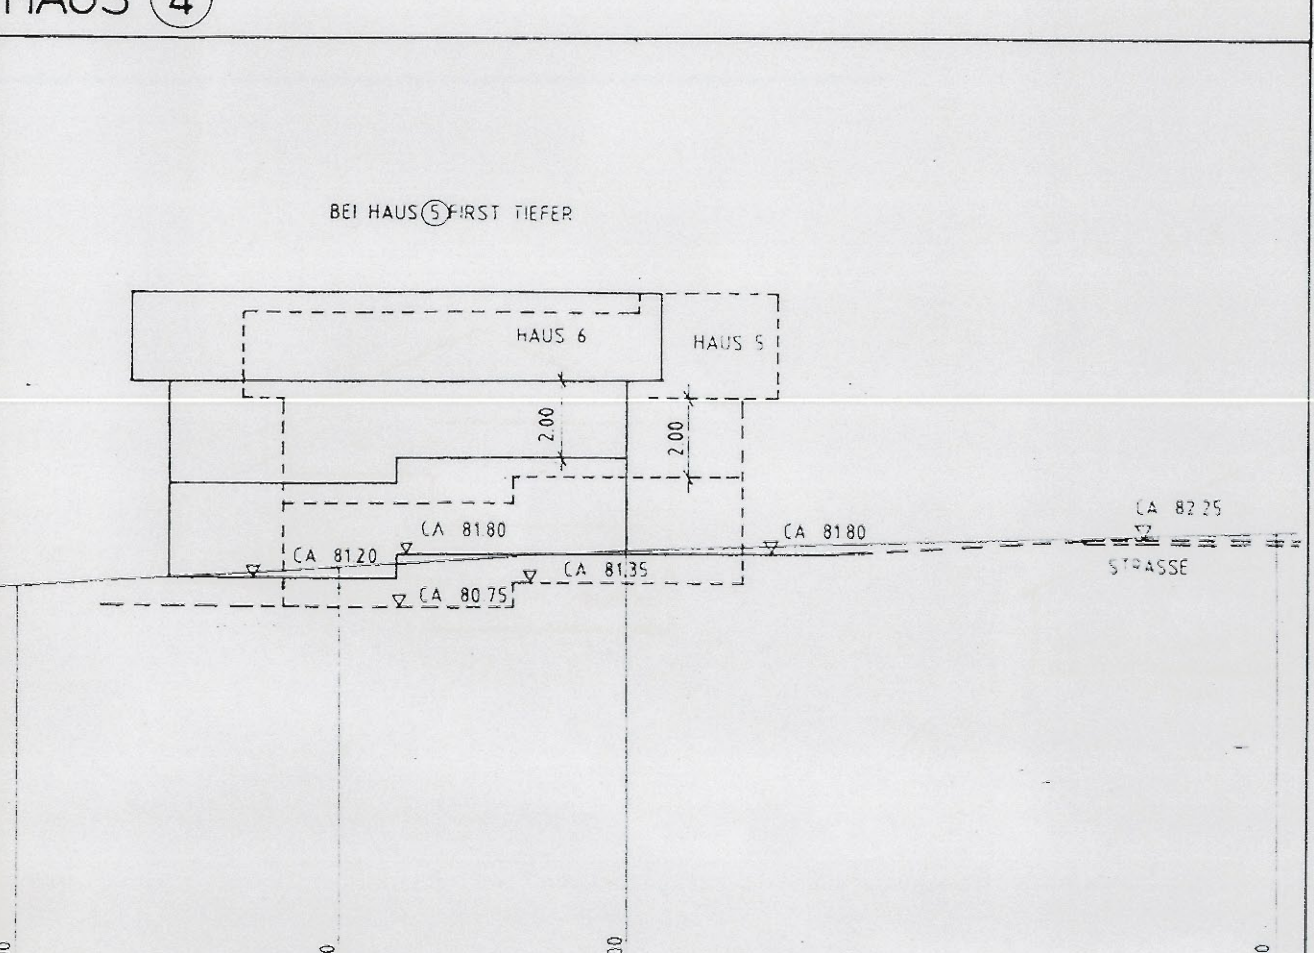 HAUS 4
BEI HAUS 5 FIRST TIEFER
HAUS 6
HAUS 5
2.00
2.00
CA 82 25
CA 81.80
CA 81 80
CA 81 20
CA 81.35
STRASSE
CA 80.75